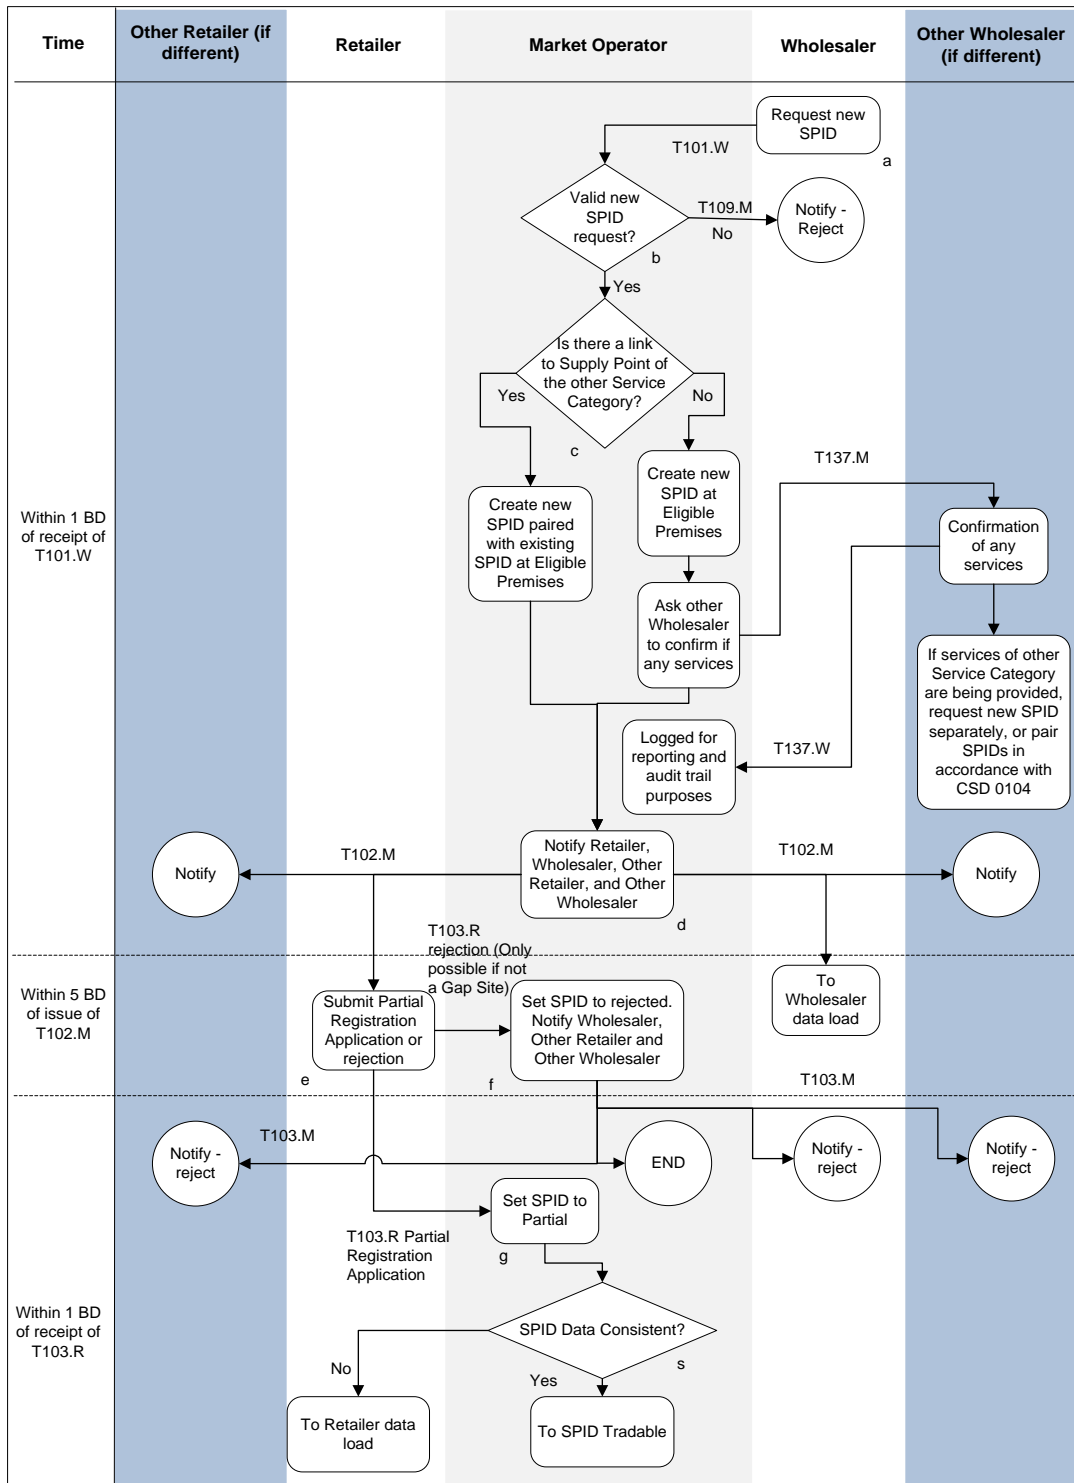 Time
Other Retailer (if
different)
Retailer
Market Operator
Wholesaler
Other Wholesaler
(if different)
Request new
SPID
a
T101.W
Valid new
SPID
request?
b
T109.M
No
Notify -
Reject
Yes
Is there a link
to Supply Point of
the other Service
Category?
c
Yes
No
Within 1 BD
of receipt of
T101.W
Create new
SPID paired
with existing
SPID at Eligible
Premises
Create new
SPID at
Eligible
Premises
T137.M
Confirmation
of any
services
Ask other
Wholesaler
to confirm if
any services
If services of other
Service Category
are being provided,
request new SPID
separately, or pair
SPIDs in
accordance with
CSD 0104
Logged for
reporting and
audit trail
purposes
T137.W
Notify
T102.M
Notify Retailer,
Wholesaler, Other
Retailer, and Other
Wholesaler
d
T102.M
Notify
T103.R
rejection (Only
possible if not
a Gap Site)
Within 5 BD
of issue of
T102.M
Submit Partial
Registration
Application or
rejection
e
Set SPID to rejected.
Notify Wholesaler,
Other Retailer and
Other Wholesaler
f
To
Wholesaler
data load
T103.M
T103.M
Notify -
reject
END
Notify -
reject
Notify -
reject
Set SPID to
Partial
g
T103.R Partial
Registration
Application
Within 1 BD
of receipt of
T103.R
SPID Data Consistent?
s
No
Yes
To Retailer data
load
To SPID Tradable